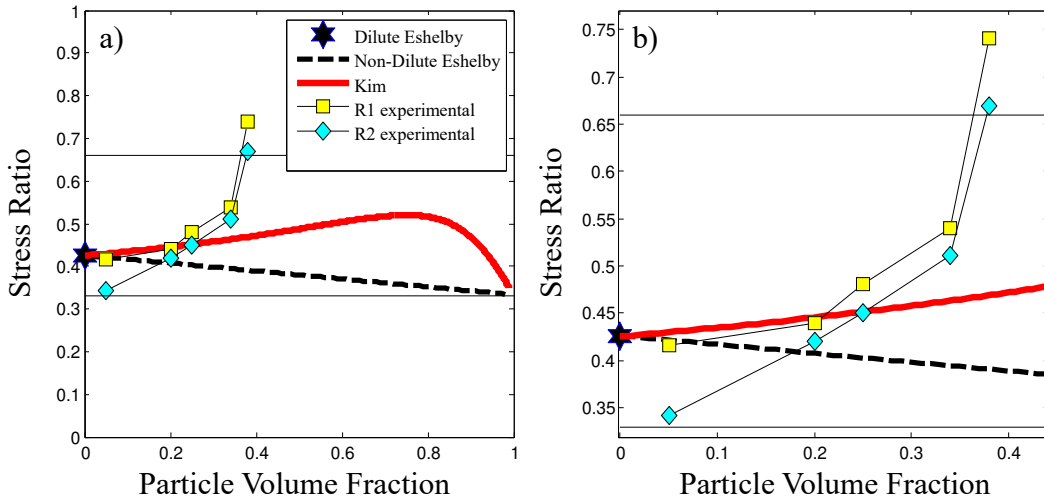 Stress Ratio
1
0.9
0.8
0.7
0.6
0.5
0.4
0.3
0.3
0.1
0
a)
Dilute Eshelby
Non-Dilute Eshelby
Kim
R1 experimental
R2 experimental
0 0.2 0.4 0.6 0.8 1
Particle Volume Fraction
Stress Ratio
0.75
0.7
0.65
0.6
0.55
0.5
0.45
0.4
0.35
b)
0 0.1 0.2 0.3 0.4
Particle Volume Fraction